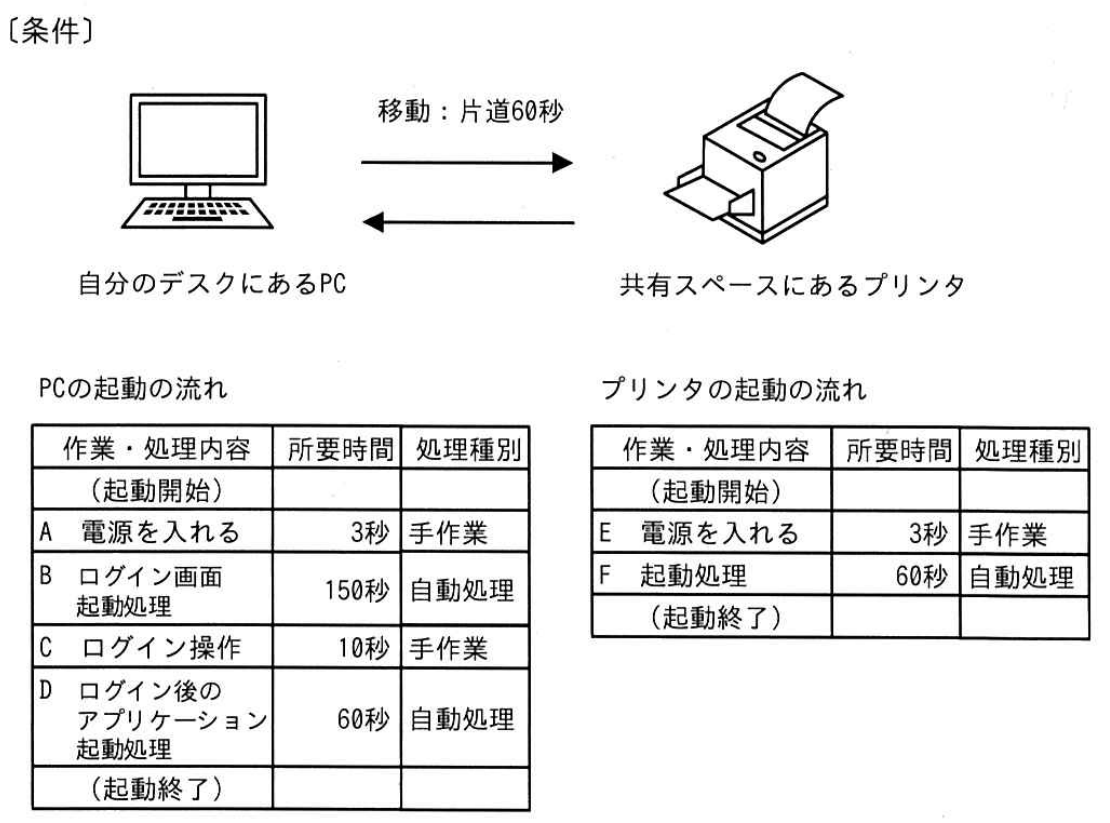 〔条件〕
移動：片道60秒
自分のデスクにあるPC
共有スペースにあるプリンタ
PCの起動の流れ
作業・処理内容 所要時間 処理種別
（起動開始）
A 電源を入れる 3秒 手作業
B ログイン画面
起動処理 150秒 自動処理
C ログイン操作 10秒 手作業
D ログイン後の
アプリケーション
起動処理 60秒 自動処理
（起動終了）
プリンタの起動の流れ
作業・処理内容 所要時間 処理種別
（起動開始）
E 電源を入れる 3秒 手作業
F 起動処理 60秒 自動処理
（起動終了）